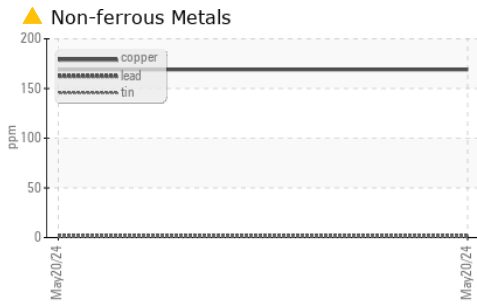 Non-ferrous Metals
200
copper
lead
tin
150
ppm
100
50
0
May20/24
May20/24